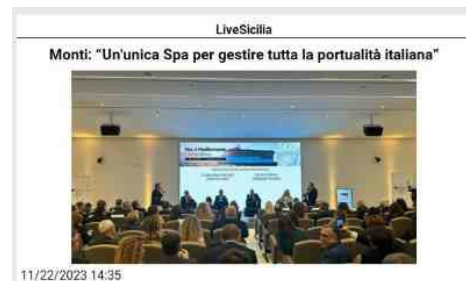 LiveSicilia
Monti: “Un'unica Spa per gestire tutta la portualità italiana”
11/22/2023 14:35